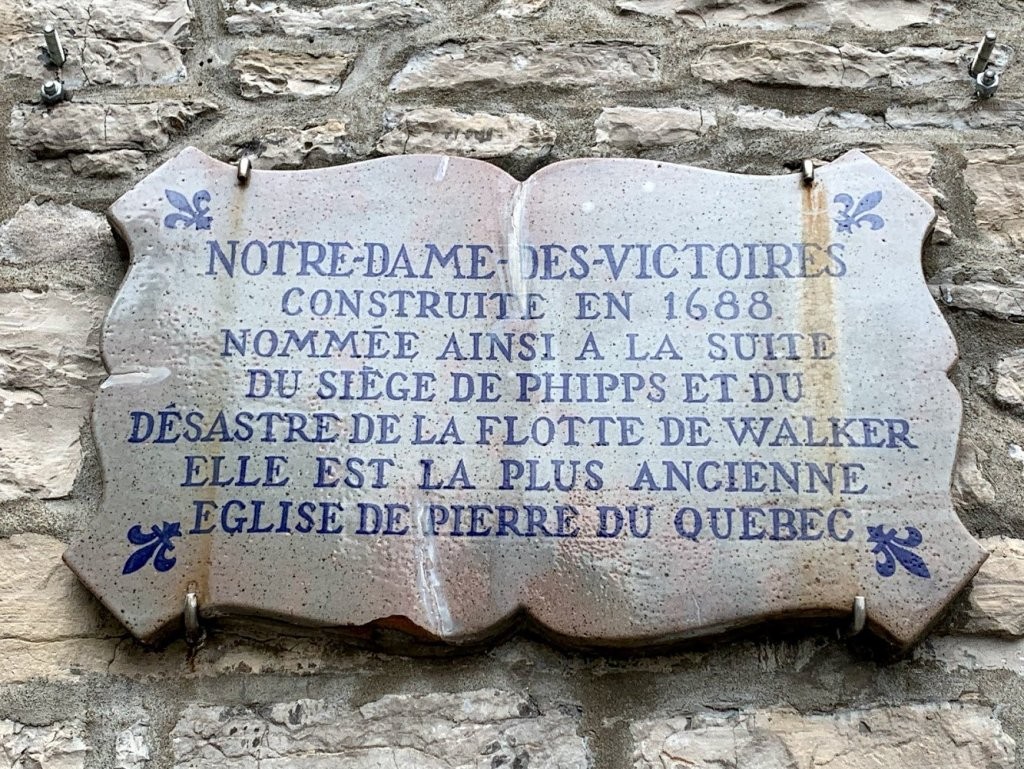 NOTRE-DAME-DES-VICTOIRES
CONSTRUITE EN 1688
NOMMÉE AINSI A LA SUITE
DU SIÈGE DE PHIPPS ET DU
DÉSASTRE DE LA FLOTTE DE WALKER
ELLE EST LA PLUS ANCIENNE
EGLISE DE PIERRE DU QUEBEC